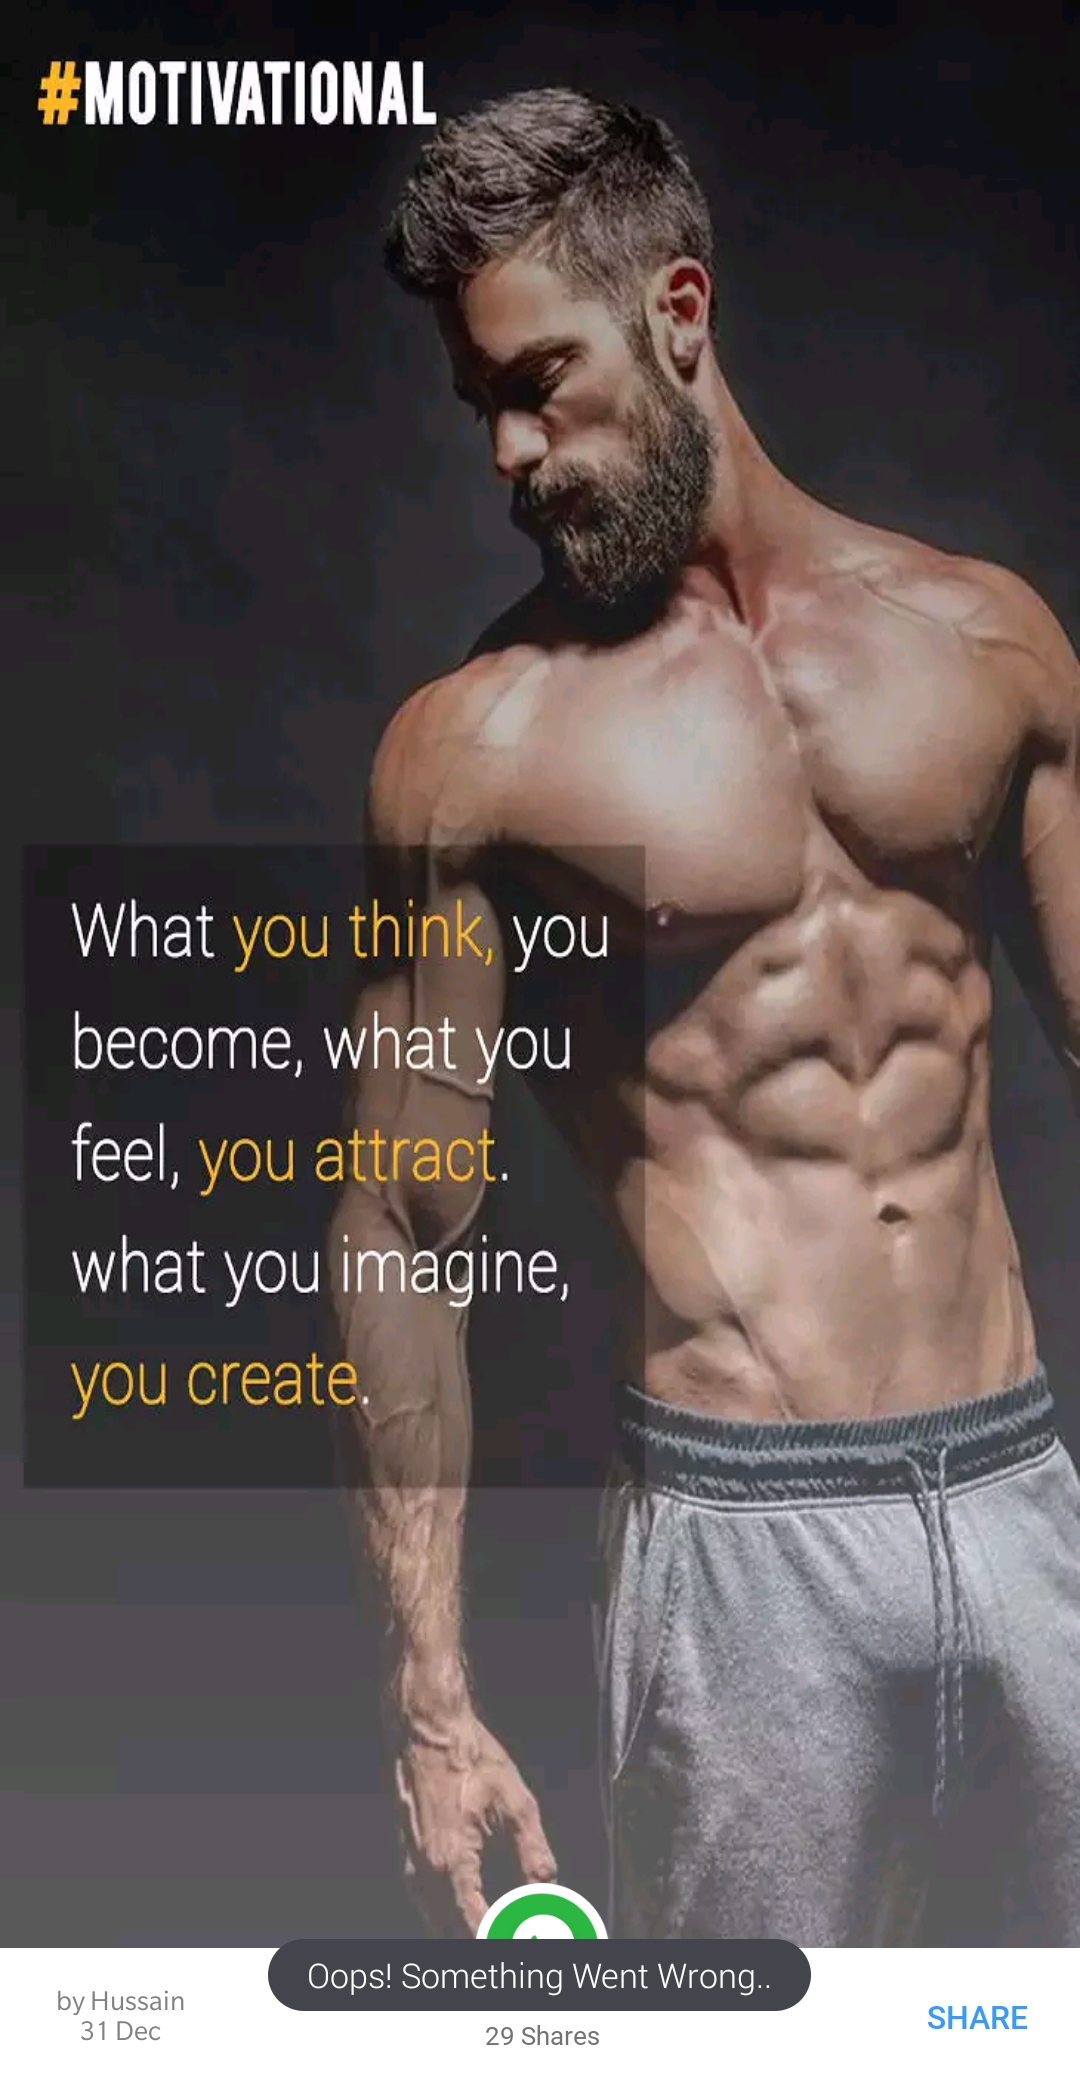 #MOTIVATIONAL
What you think, you
become, what you
feel, you attract.
what you imagine,
you create.
Oops! Something Went Wrong..
by Hussain
31 Dec
29 Shares
SHARE